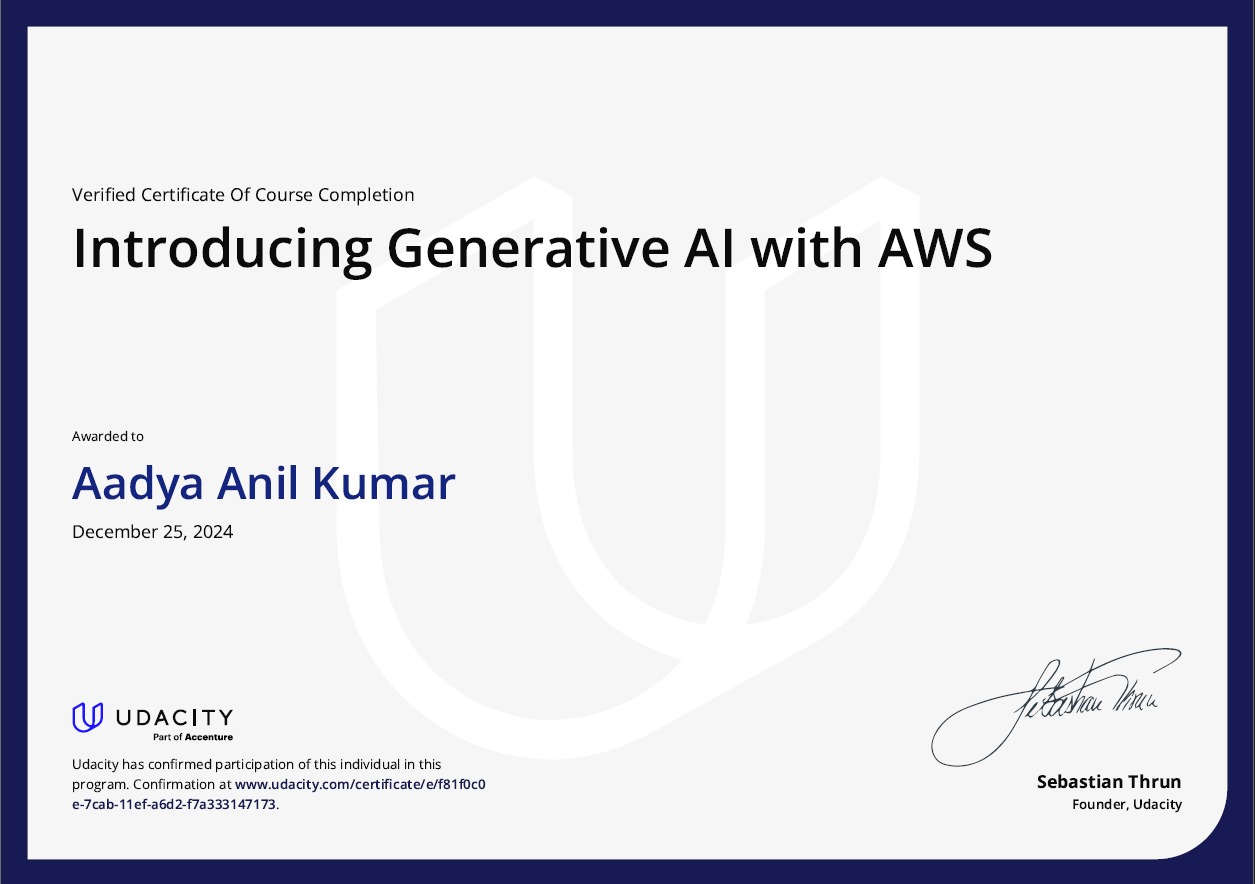 Verified Certificate Of Course Completion
Introducing Generative AI with AWS
Awarded to
Aadya Anil Kumar
December 25, 2024
UDACITY
Part of Accenture
Udacity has confirmed participation of this individual in this
program. Confirmation at www.udacity.com/certificate/e/f81f0c0
e-7cab-11ef-a6d2-f7a333147173.
Sebastian Thrun
Sebastian Thrun
Founder, Udacity